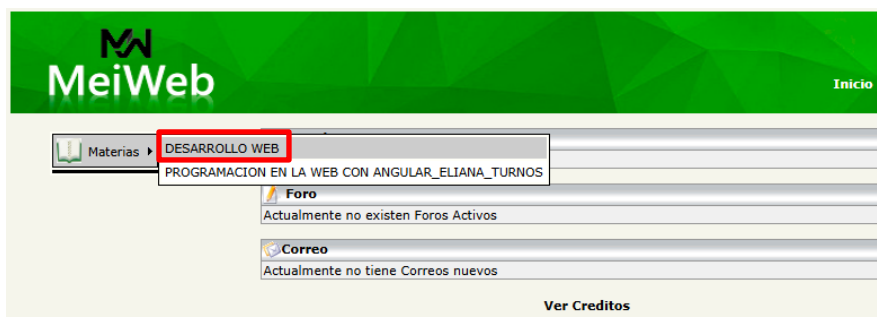 MW
MeiWeb
Inicio
Materias
DESARROLLO WEB
PROGRAMACION EN LA WEB CON ANGULAR_ELIANA_TURNOS
Foro
Actualmente no existen Foros Activos
Correo
Actualmente no tiene Correos nuevos
Ver Creditos